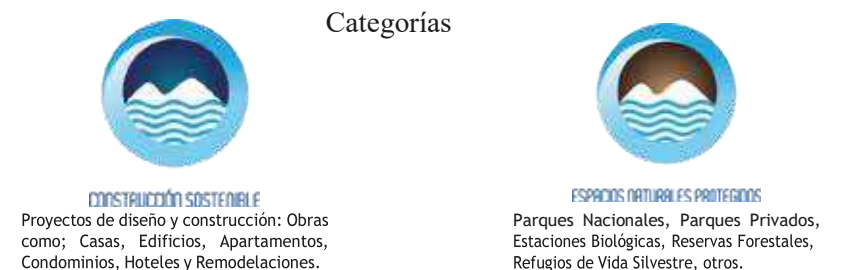 Categorías
CONSTRUCCIÓN SOSTENIBLE
Proyectos de diseño y construcción: Obras
como; Casas, Edificios, Apartamentos,
Condominios, Hoteles y Remodelaciones.
ESPACIOS NATURALES PROTEGIDOS
Parques Nacionales, Parques Privados,
Estaciones Biológicas, Reservas Forestales,
Refugios de Vida Silvestre, otros.